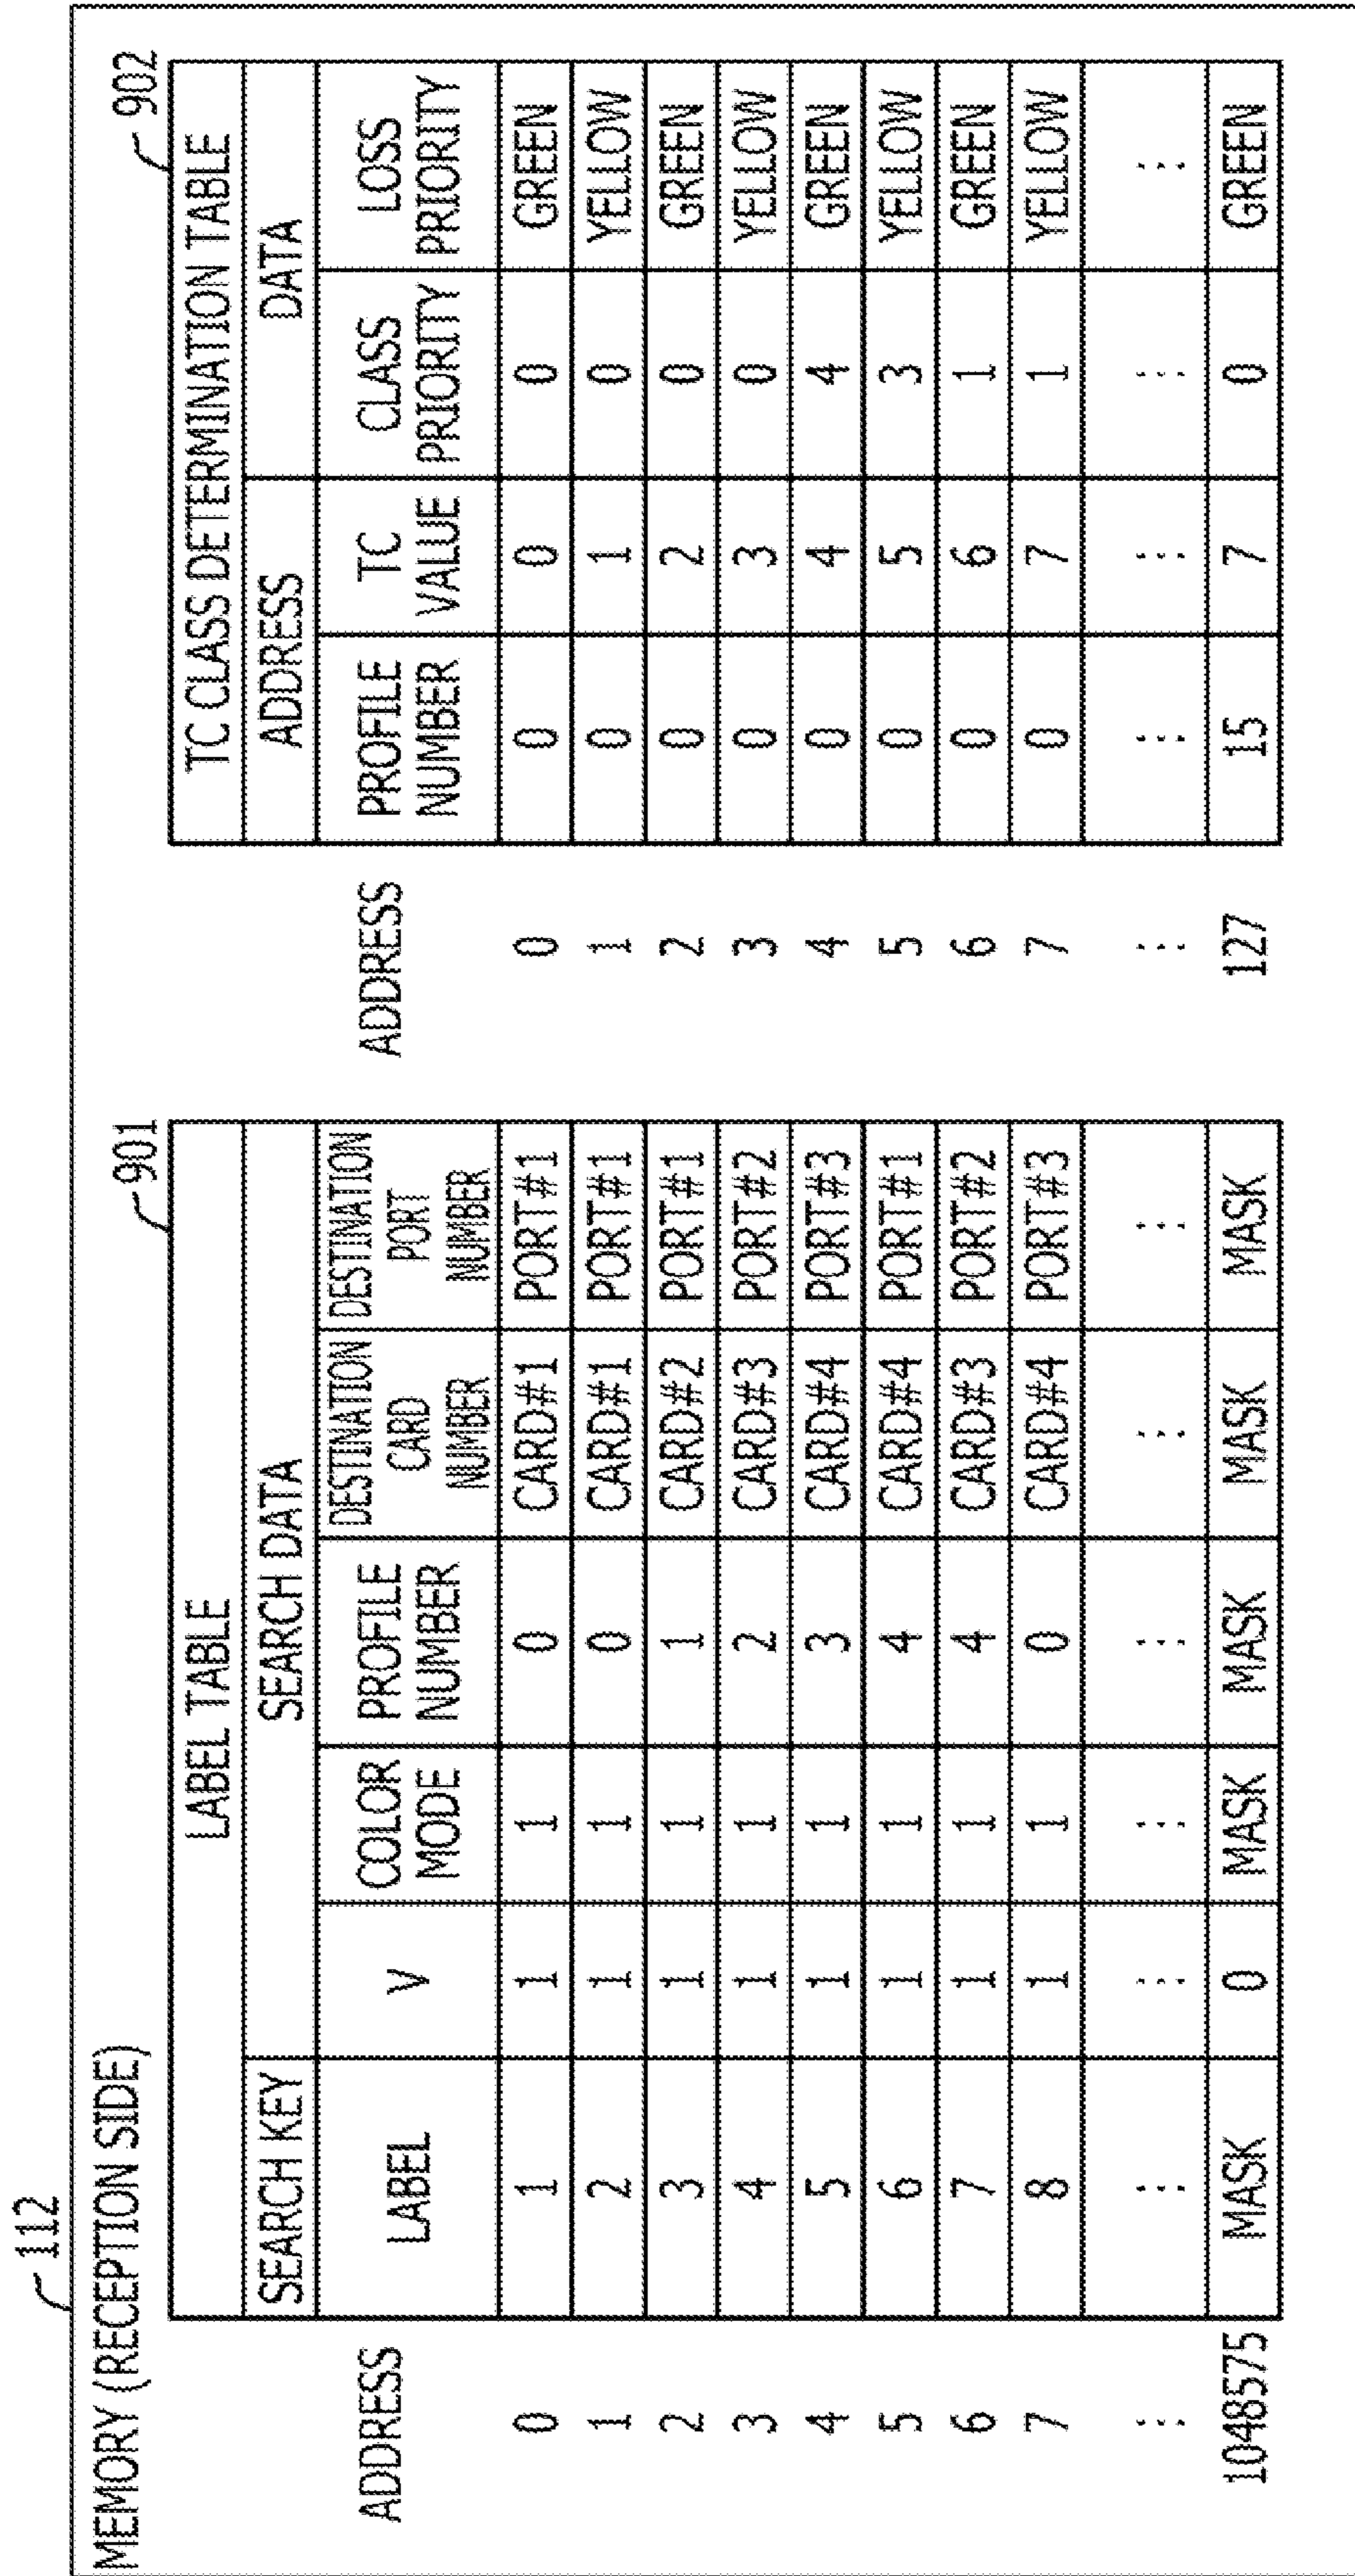 112
MEMORY (RECEPTION SIDE)
901
LABEL TABLE
SEARCH KEY SEARCH DATA
ADDRESS LABEL V COLOR MODE PROFILE NUMBER DESTINATION CARD NUMBER DESTINATION PORT NUMBER
0 1 1 1 0 CARD#1 PORT#1
1 2 1 1 0 CARD#1 PORT#1
2 3 1 1 1 CARD#2 PORT#1
3 4 1 1 2 CARD#3 PORT#2
4 5 1 1 3 CARD#4 PORT#3
5 6 1 1 4 CARD#4 PORT#1
6 7 1 1 4 CARD#3 PORT#2
7 8 1 1 0 CARD#4 PORT#3
⋮ ⋮ ⋮ ⋮ ⋮ ⋮ ⋮
1048575 MASK 0 MASK MASK MASK MASK
902
TC CLASS DETERMINATION TABLE
ADDRESS DATA
ADDRESS PROFILE NUMBER TC VALUE CLASS PRIORITY LOSS PRIORITY
0 0 0 0 GREEN
1 0 1 0 YELLOW
2 0 2 0 GREEN
3 0 3 0 YELLOW
4 0 4 4 GREEN
5 0 5 3 YELLOW
6 0 6 1 GREEN
7 0 7 1 YELLOW
⋮ ⋮ ⋮ ⋮ ⋮
127 15 7 0 GREEN